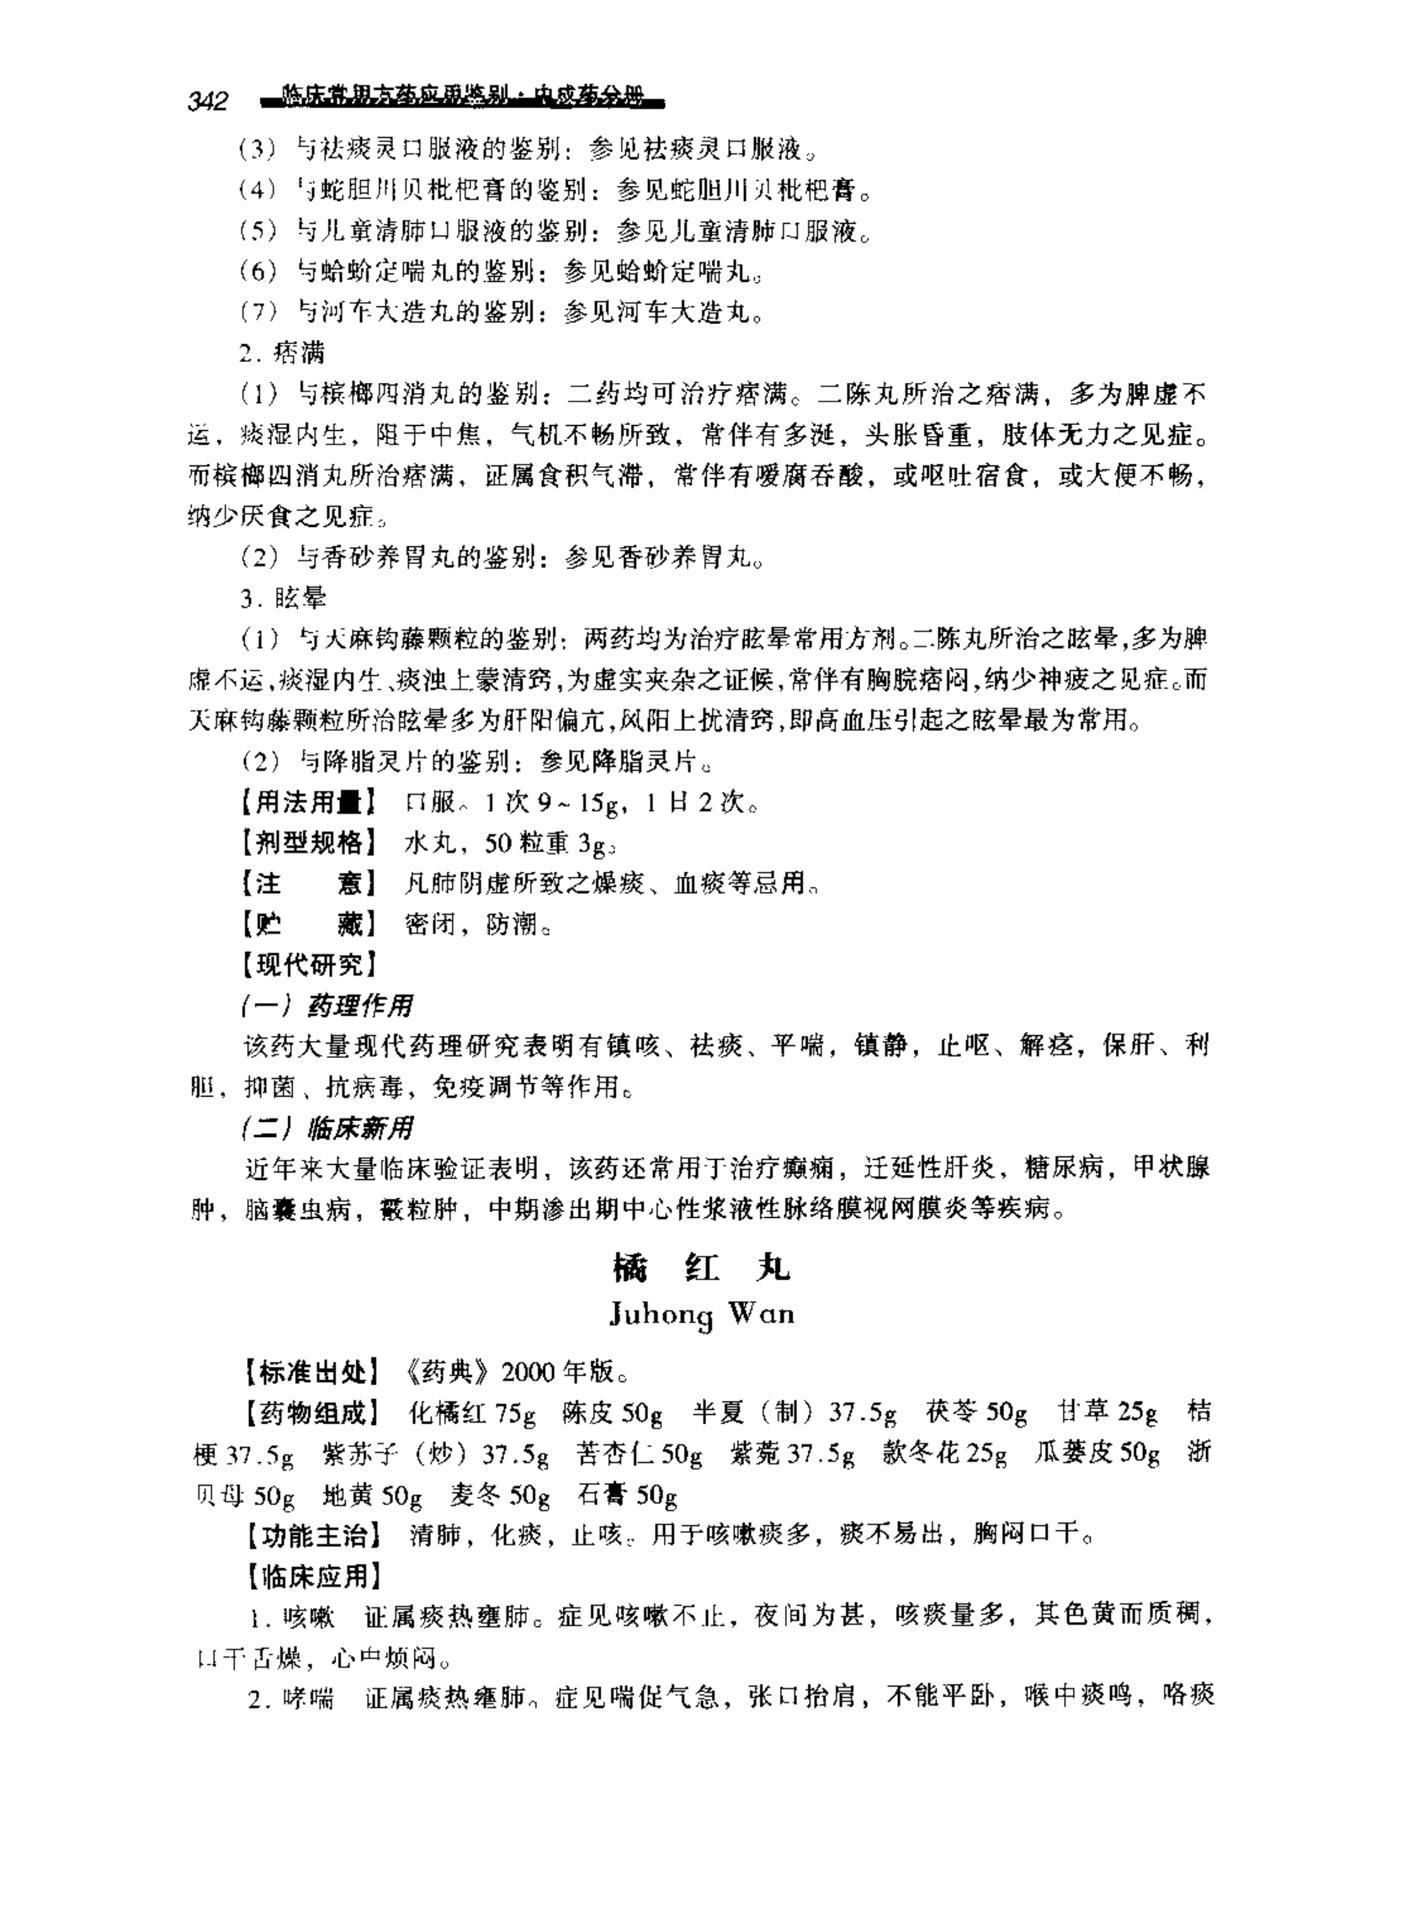 342 临床常用方药应用鉴别·中成药分册
(3) 与祛痰灵口服液的鉴别：参见祛痰灵口服液。
(4) 与蛇胆川贝枇杷膏的鉴别：参见蛇胆川贝枇杷膏。
(5) 与儿童清肺口服液的鉴别：参见儿童清肺口服液。
(6) 与蛤蚧定喘丸的鉴别：参见蛤蚧定喘丸。
(7) 与河车大造丸的鉴别：参见河车大造丸。
2. 痞满
(1) 与槟榔四消丸的鉴别：二药均可治疗痞满。二陈丸所治之痞满，多为脾虚不
运，痰湿内生，阻于中焦，气机不畅所致，常伴有多涎，头胀昏重，肢体无力之见症。
而槟榔四消丸所治痞满，证属食积气滞，常伴有嗳腐吞酸，或呕吐宿食，或大便不畅，
纳少厌食之见症。
(2) 与香砂养胃丸的鉴别：参见香砂养胃丸。
3. 眩晕
(1) 与天麻钩藤颗粒的鉴别：两药均为治疗眩晕常用方剂。二陈丸所治之眩晕，多为脾
虚不运，痰湿内生、痰浊上蒙清窍，为虚实夹杂之证候，常伴有胸脘痞闷，纳少神疲之见症。而
天麻钩藤颗粒所治眩晕多为肝阳偏亢，风阳上扰清窍，即高血压引起之眩晕最为常用。
(2) 与降脂灵片的鉴别：参见降脂灵片。
【用法用量】 口服。1 次 9~15g，1 日 2 次。
【剂型规格】 水丸，50 粒重 3g。
【注 意】 凡肺阴虚所致之燥痰、血痰等忌用。
【贮 藏】 密闭，防潮。
【现代研究】
(一) 药理作用
该药大量现代药理研究表明有镇咳、祛痰、平喘，镇静，止呕、解痉，保肝、利
胆，抑菌、抗病毒，免疫调节等作用。
(二) 临床新用
近年来大量临床验证表明，该药还常用于治疗癫痫，迁延性肝炎，糖尿病，甲状腺
肿，脑囊虫病，霰粒肿，中期渗出期中心性浆液性脉络膜视网膜炎等疾病。
橘 红 丸
Juhong Wan
【标准出处】 《药典》2000 年版。
【药物组成】 化橘红 75g 陈皮 50g 半夏（制）37.5g 茯苓 50g 甘草 25g 桔
梗 37.5g 紫苏子（炒）37.5g 苦杏仁 50g 紫菀 37.5g 款冬花 25g 瓜蒌皮 50g 浙
贝母 50g 地黄 50g 麦冬 50g 石膏 50g
【功能主治】 清肺，化痰，止咳。用于咳嗽痰多，痰不易出，胸闷口干。
【临床应用】
1. 咳嗽 证属痰热壅肺。症见咳嗽不止，夜间为甚，咳痰量多，其色黄而质稠，
口干舌燥，心中烦闷。
2. 哮喘 证属痰热壅肺。症见喘促气急，张口抬肩，不能平卧，喉中痰鸣，咯痰